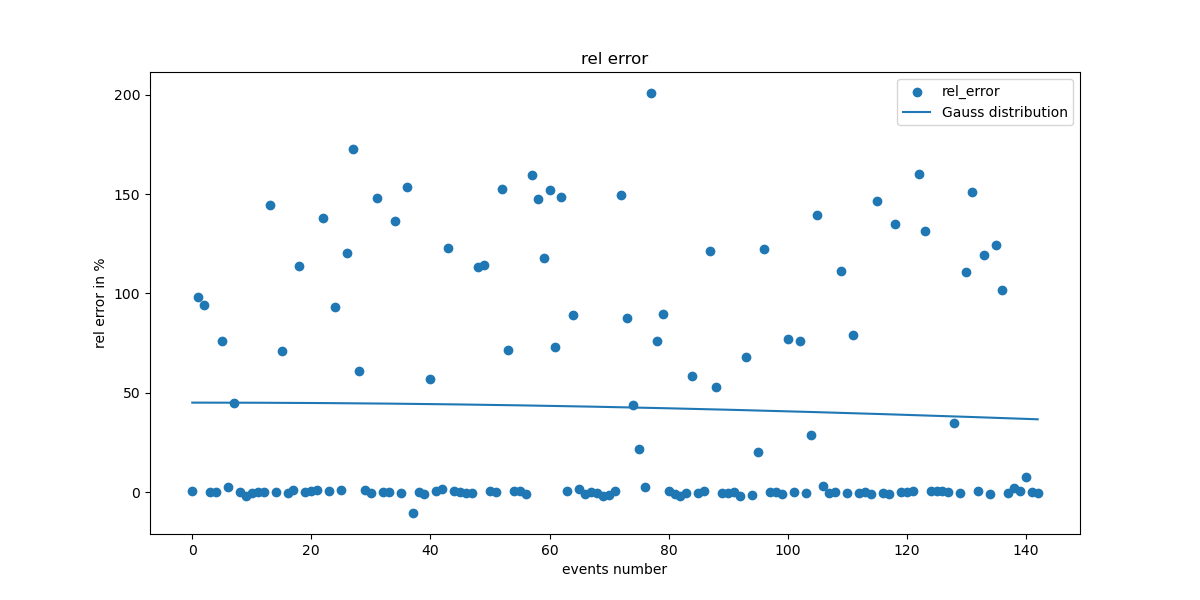 rel error
rel_error
Gauss distribution
200
150
100
50
0
rel error in %
0 20 40 60 80 100 120 140
events number